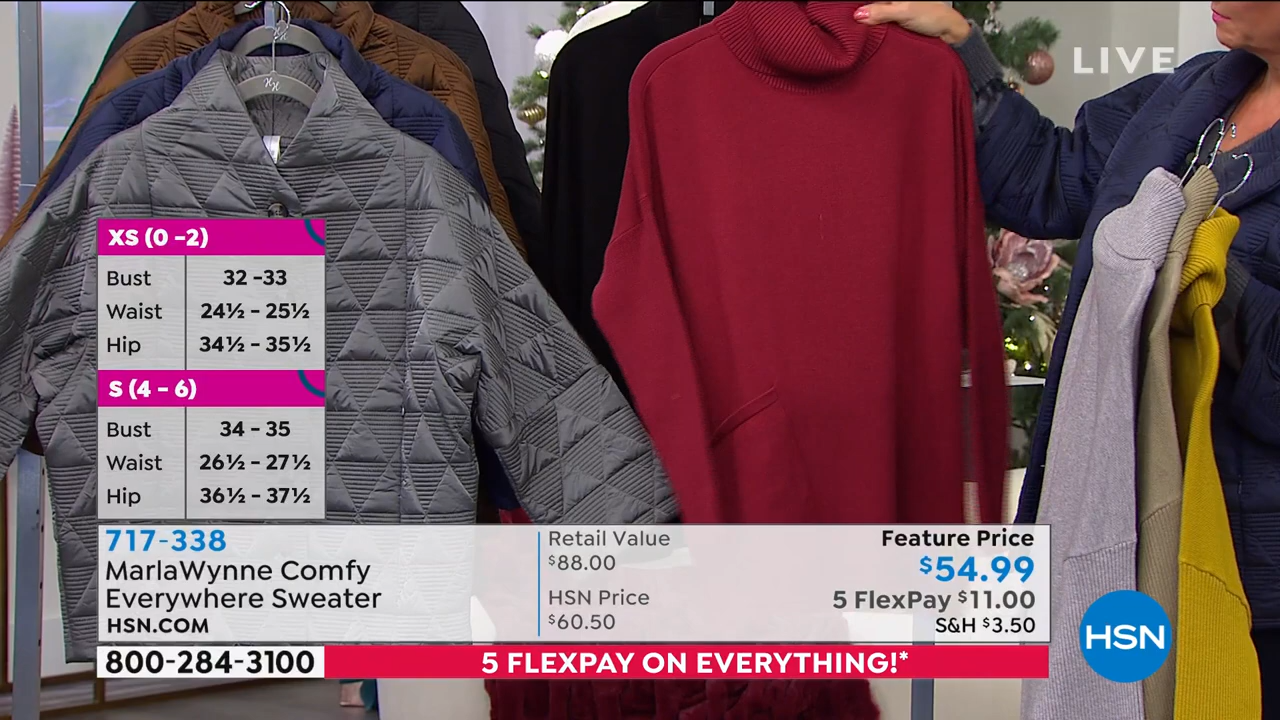 LIVE
XS (0 –2)
Bust 32 –33
Waist 24½ – 25½
Hip 34½ – 35½
S (4 – 6)
Bust 34 – 35
Waist 26½ – 27½
Hip 36½ – 37½
717-338
MarlaWynne Comfy
Everywhere Sweater
HSN.COM
Retail Value
$88.00
HSN Price
$60.50
Feature Price
$54.99
5 FlexPay $11.00
S&H $3.50
HSN
800-284-3100
5 FLEXPAY ON EVERYTHING!*